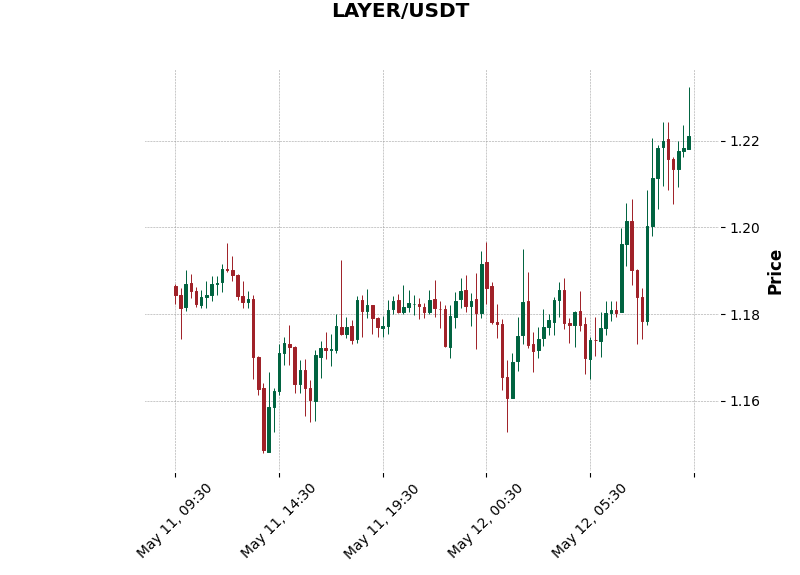 LAYER/USDT
1.22
1.20
1.18
1.16
Price
May 11, 09:30
May 11, 14:30
May 11, 19:30
May 12, 00:30
May 12, 05:30